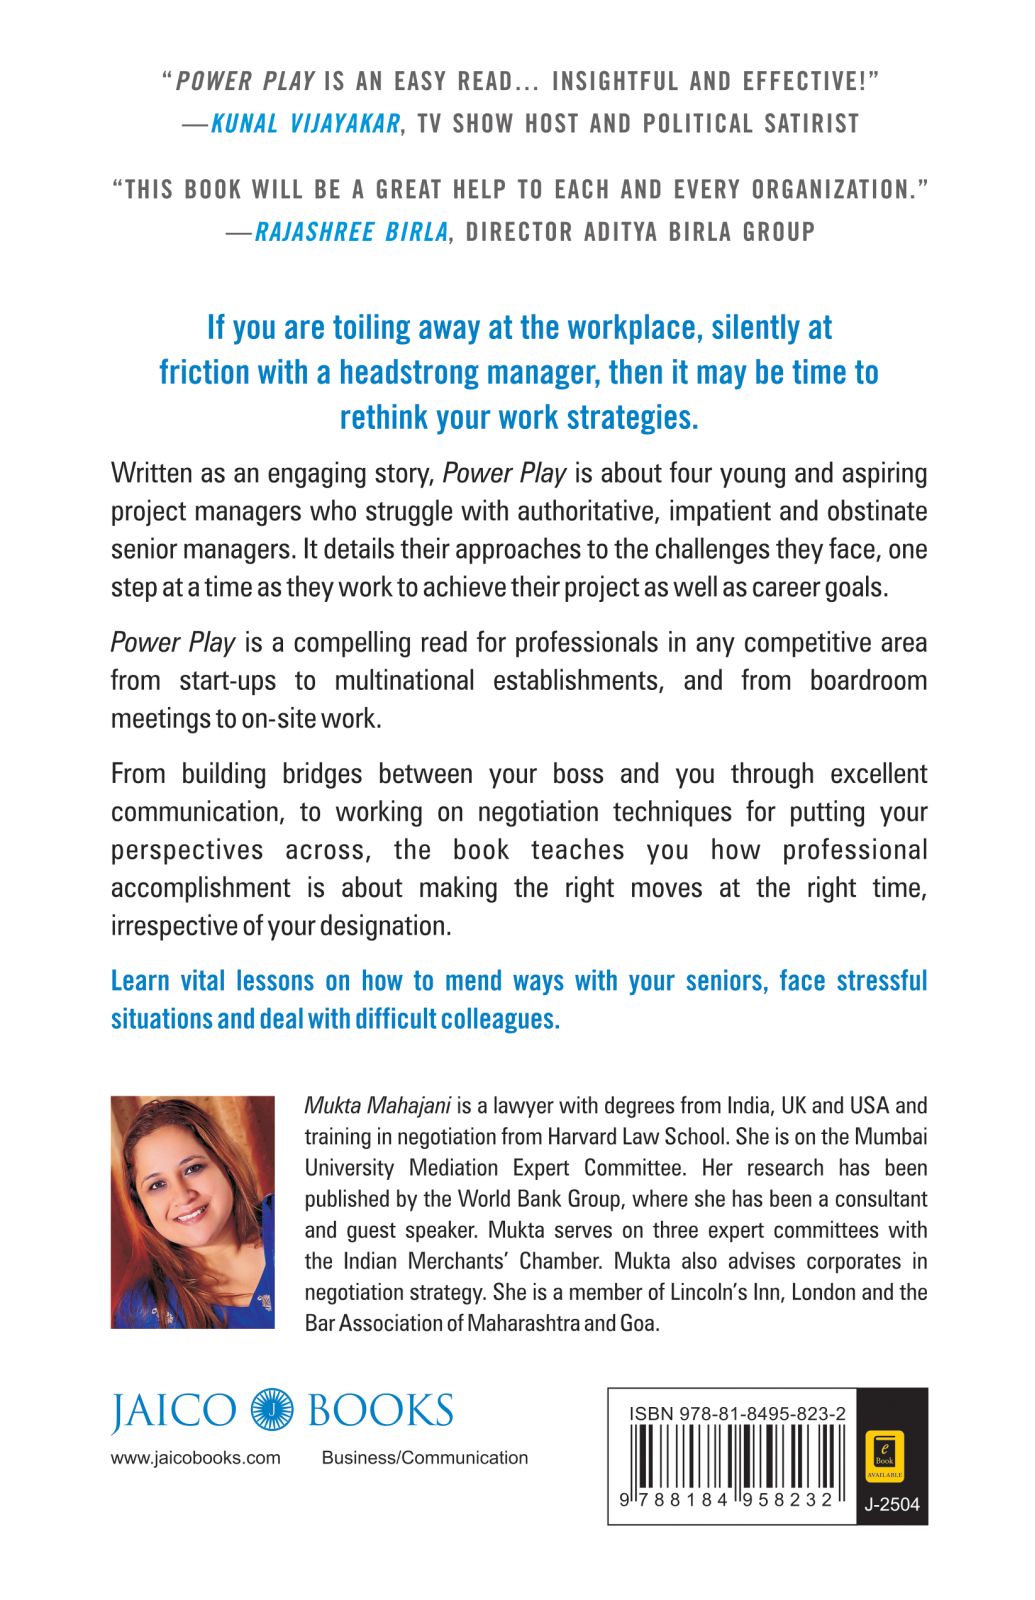 “POWER PLAY IS AN EASY READ... INSIGHTFUL AND EFFECTIVE!”
—KUNAL VIJAYAKAR, TV SHOW HOST AND POLITICAL SATIRIST
“THIS BOOK WILL BE A GREAT HELP TO EACH AND EVERY ORGANIZATION.”
—RAJASHREE BIRLA, DIRECTOR ADITYA BIRLA GROUP
If you are toiling away at the workplace, silently at
friction with a headstrong manager, then it may be time to
rethink your work strategies.
Written as an engaging story, Power Play is about four young and aspiring
project managers who struggle with authoritative, impatient and obstinate
senior managers. It details their approaches to the challenges they face, one
step at a time as they work to achieve their project as well as career goals.
Power Play is a compelling read for professionals in any competitive area
from start-ups to multinational establishments, and from boardroom
meetings to on-site work.
From building bridges between your boss and you through excellent
communication, to working on negotiation techniques for putting your
perspectives across, the book teaches you how professional
accomplishment is about making the right moves at the right time,
irrespective of your designation.
Learn vital lessons on how to mend ways with your seniors, face stressful
situations and deal with difficult colleagues.
Mukta Mahajani is a lawyer with degrees from India, UK and USA and
training in negotiation from Harvard Law School. She is on the Mumbai
University Mediation Expert Committee. Her research has been
published by the World Bank Group, where she has been a consultant
and guest speaker. Mukta serves on three expert committees with
the Indian Merchants’ Chamber. Mukta also advises corporates in
negotiation strategy. She is a member of Lincoln’s Inn, London and the
Bar Association of Maharashtra and Goa.
JAICO J BOOKS
www.jaicobooks.com Business/Communication
ISBN 978-81-8495-823-2
9 788184 958232
e
Book
AVAILABLE
J-2504